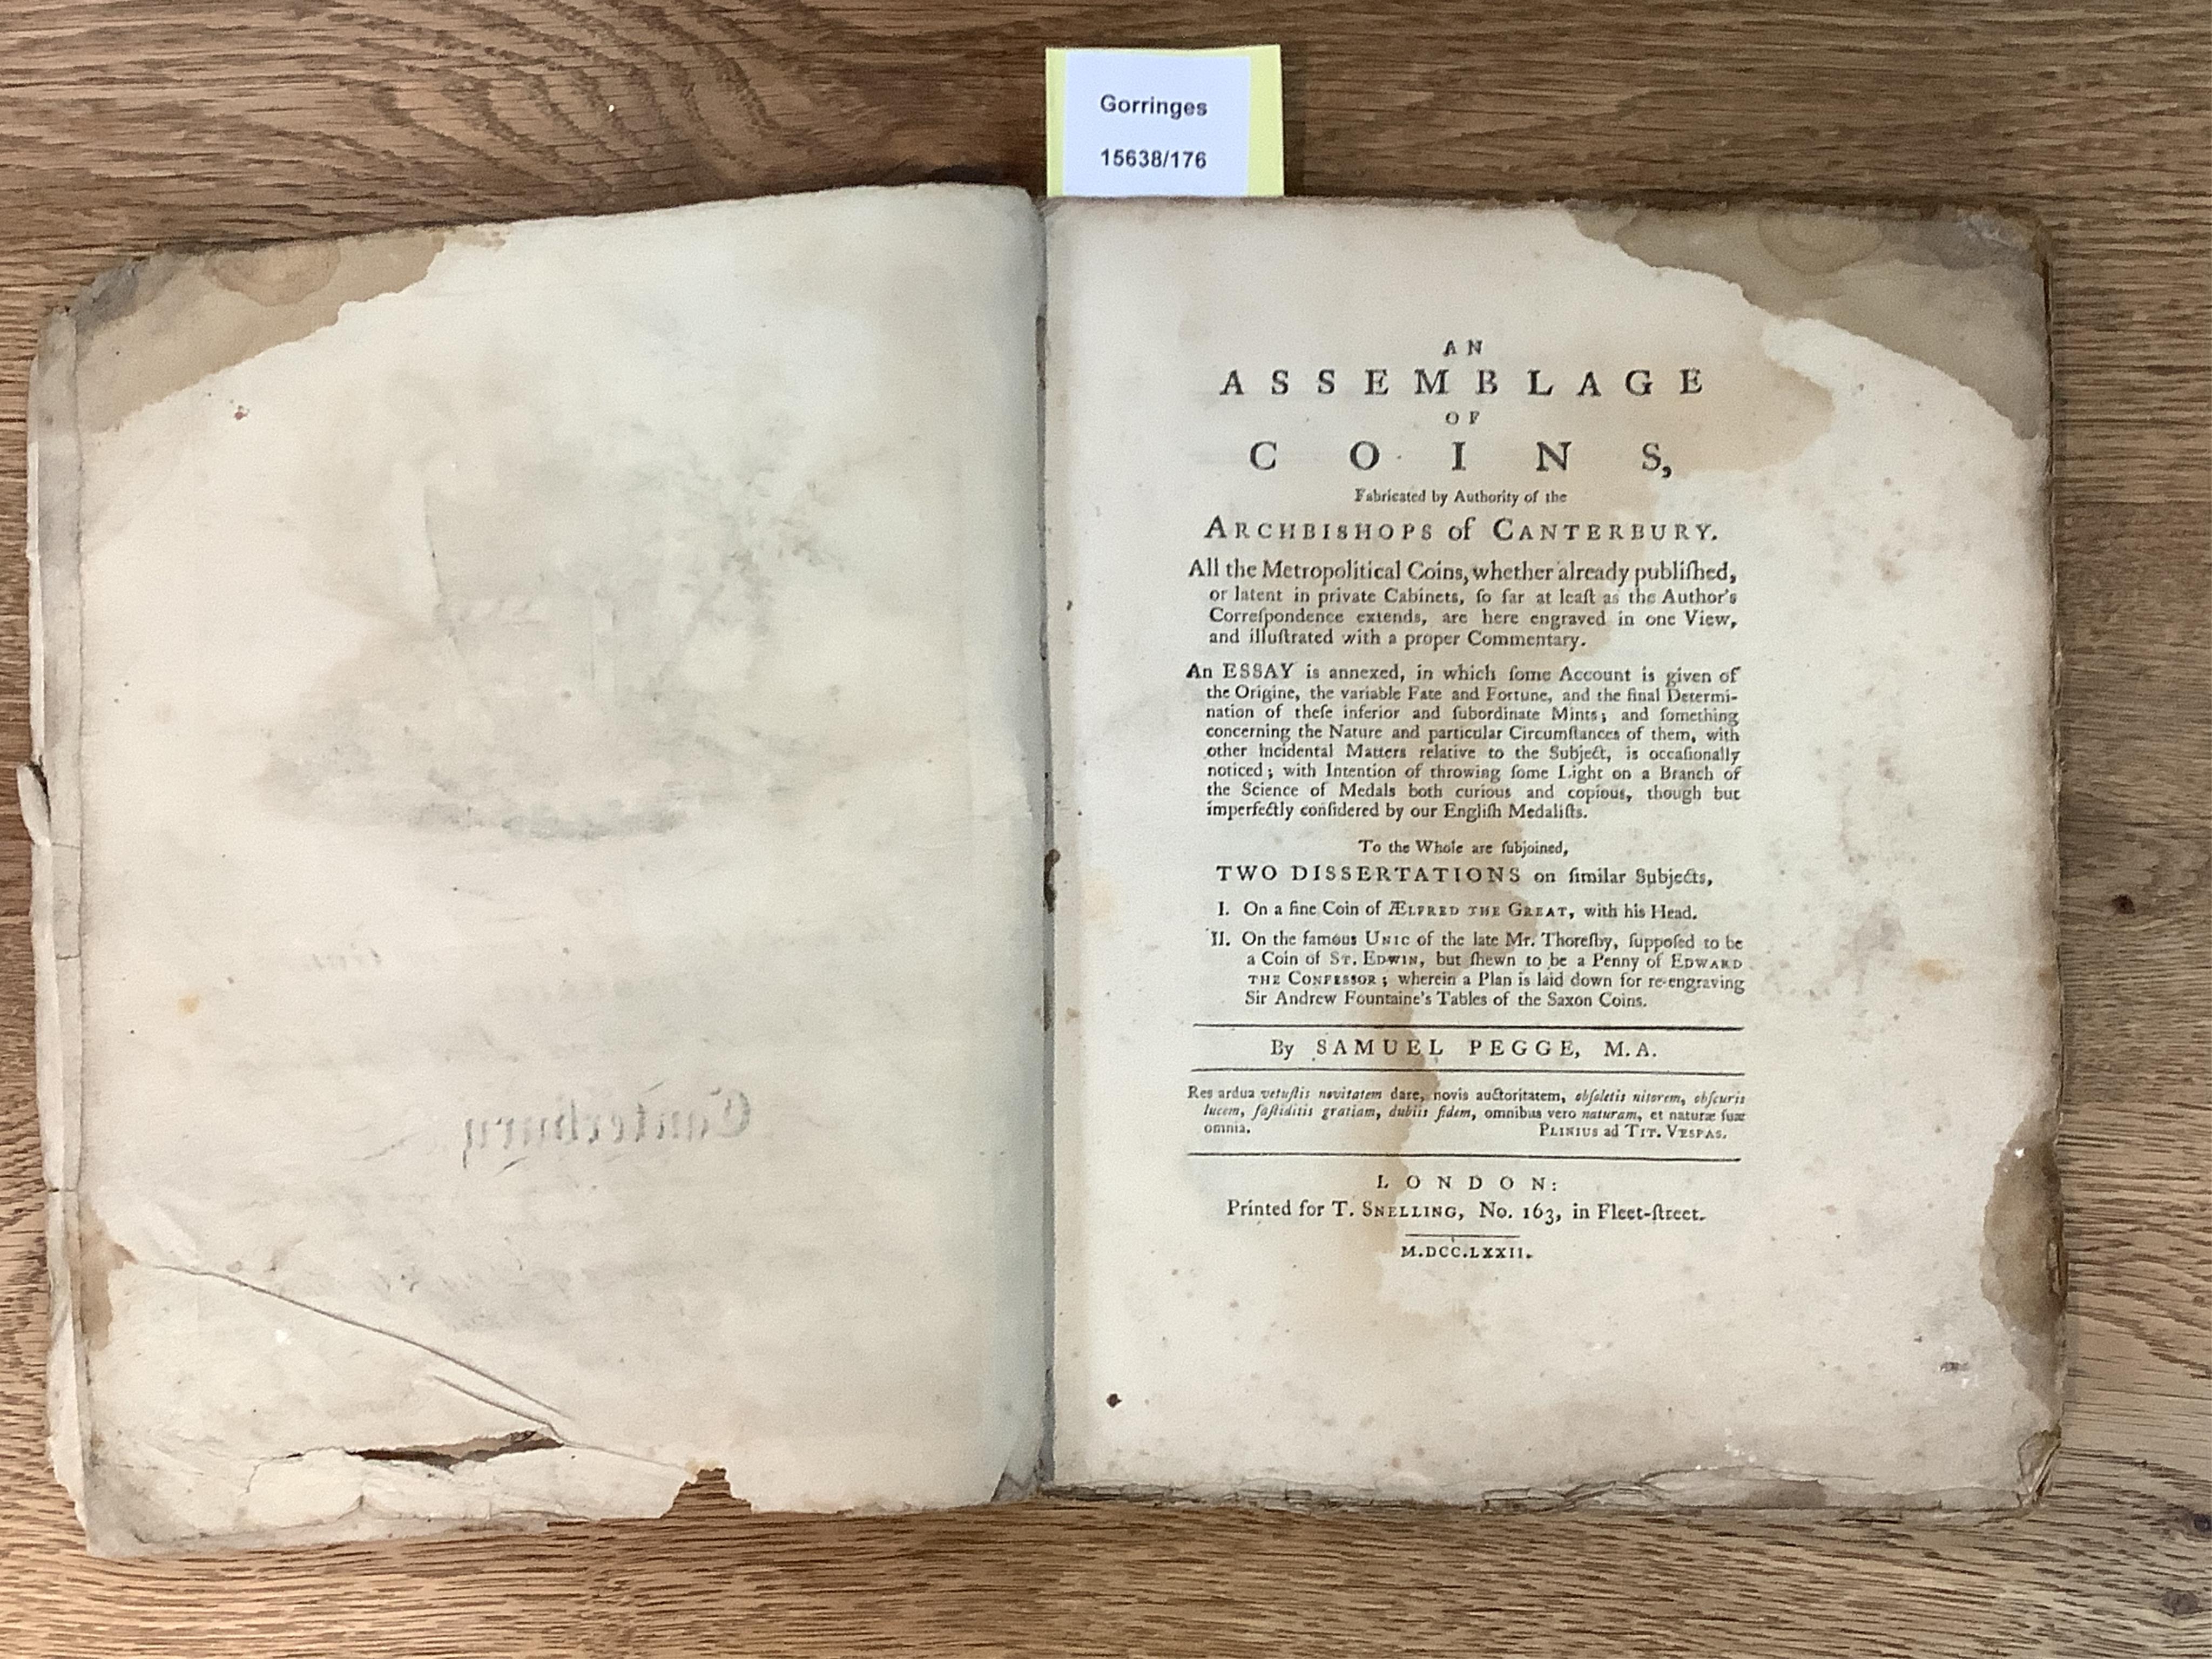 Gorringes
15638/176
Canterbury
AN
ASSEMBLAGE
OF
COINS,
Fabricated by Authority of the
ARCHBISHOPS of CANTERBURY.
All the Metropolitical Coins, whether already publiſhed,
or latent in private Cabinets, ſo far at leaſt as the Author's
Correſpondence extends, are here engraved in one View,
and illuſtrated with a proper Commentary.
An ESSAY is annexed, in which ſome Account is given of
the Origine, the variable Fate and Fortune, and the final Determi-
nation of theſe inferior and ſubordinate Mints; and ſomething
concerning the Nature and particular Circumſtances of them, with
other Incidental Matters relative to the Subject, is occaſionally
noticed; with Intention of throwing ſome Light on a Branch of
the Science of Medals both curious and copious, though but
imperfectly conſidered by our Engliſh Medaliſts.
To the Whole are ſubjoined,
TWO DISSERTATIONS on ſimilar Subjects,
I. On a fine Coin of ÆLFRED THE GREAT, with his Head.
II. On the famous UNIC of the late Mr. Thoreſby, ſuppoſed to be
a Coin of ST. EDWIN, but ſhewn to be a Penny of EDWARD
THE CONFESSOR; wherein a Plan is laid down for re-engraving
Sir Andrew Fountaine's Tables of the Saxon Coins.
By SAMUEL PEGGE, M.A.
Res ardua vetuſtis novitatem dare, novis auctoritatem, obſoletis nitorem, obſcuris
lucem, faſtiditis gratiam, dubiis fidem, omnibus vero naturam, et naturæ ſuæ
omnia. PLINIUS ad TIT. VESPAS.
LONDON:
Printed for T. SNELLING, No. 163, in Fleet-ſtreet.
M.DCC.LXXII.